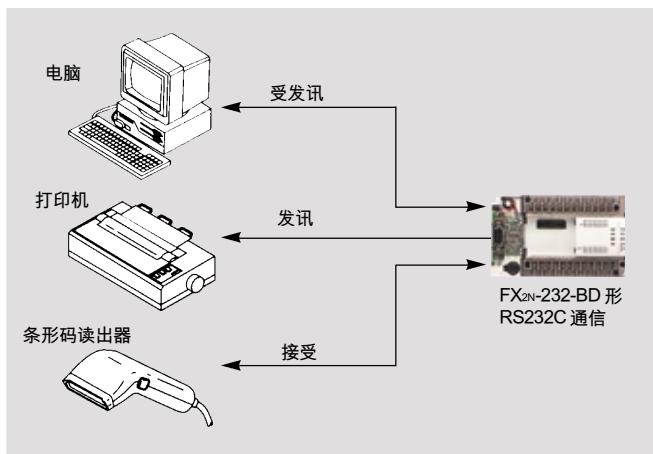 电脑
受发讯
打印机
发讯
FX2N-232-BD 形
RS232C 通信
条形码读出器
接受